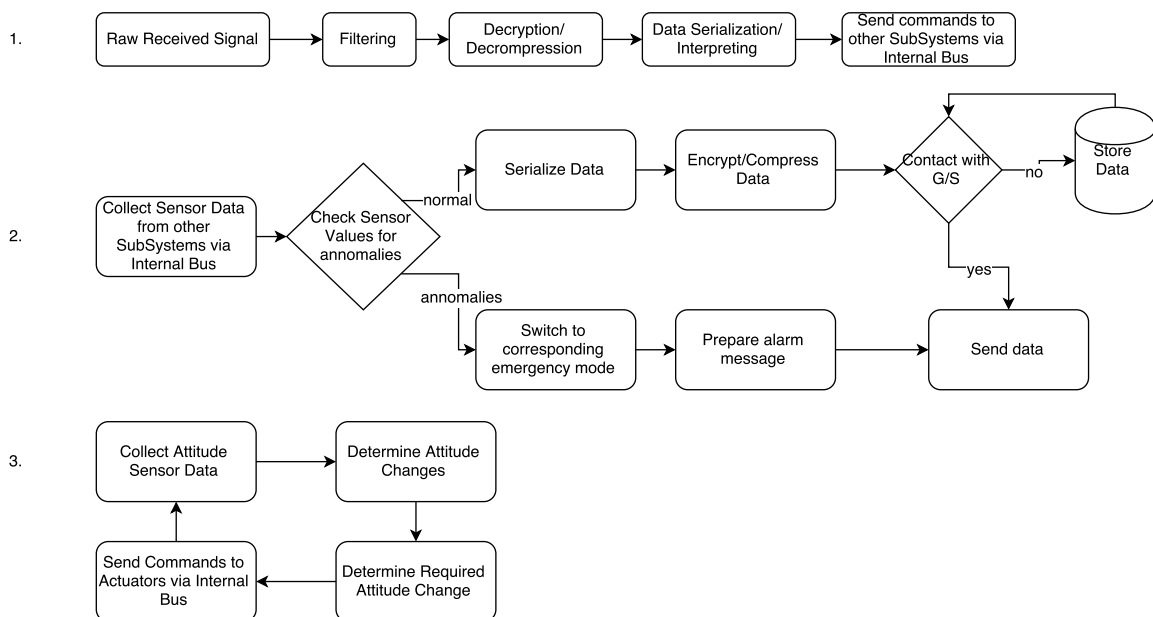 1.
Raw Received Signal
Filtering
Decryption/
Decrompression
Data Serialization/
Interpreting
Send commands to
other SubSystems via
Internal Bus
2.
Collect Sensor Data
from other
SubSystems via
Internal Bus
Check Sensor
Values for
annomalies
normal
annomalies
Serialize Data
Encrypt/Compress
Data
Contact with
G/S
no
Store
Data
yes
Switch to
corresponding
emergency mode
Prepare alarm
message
Send data
3.
Collect Attitude
Sensor Data
Determine Attitude
Changes
Send Commands to
Actuators via Internal
Bus
Determine Required
Attitude Change